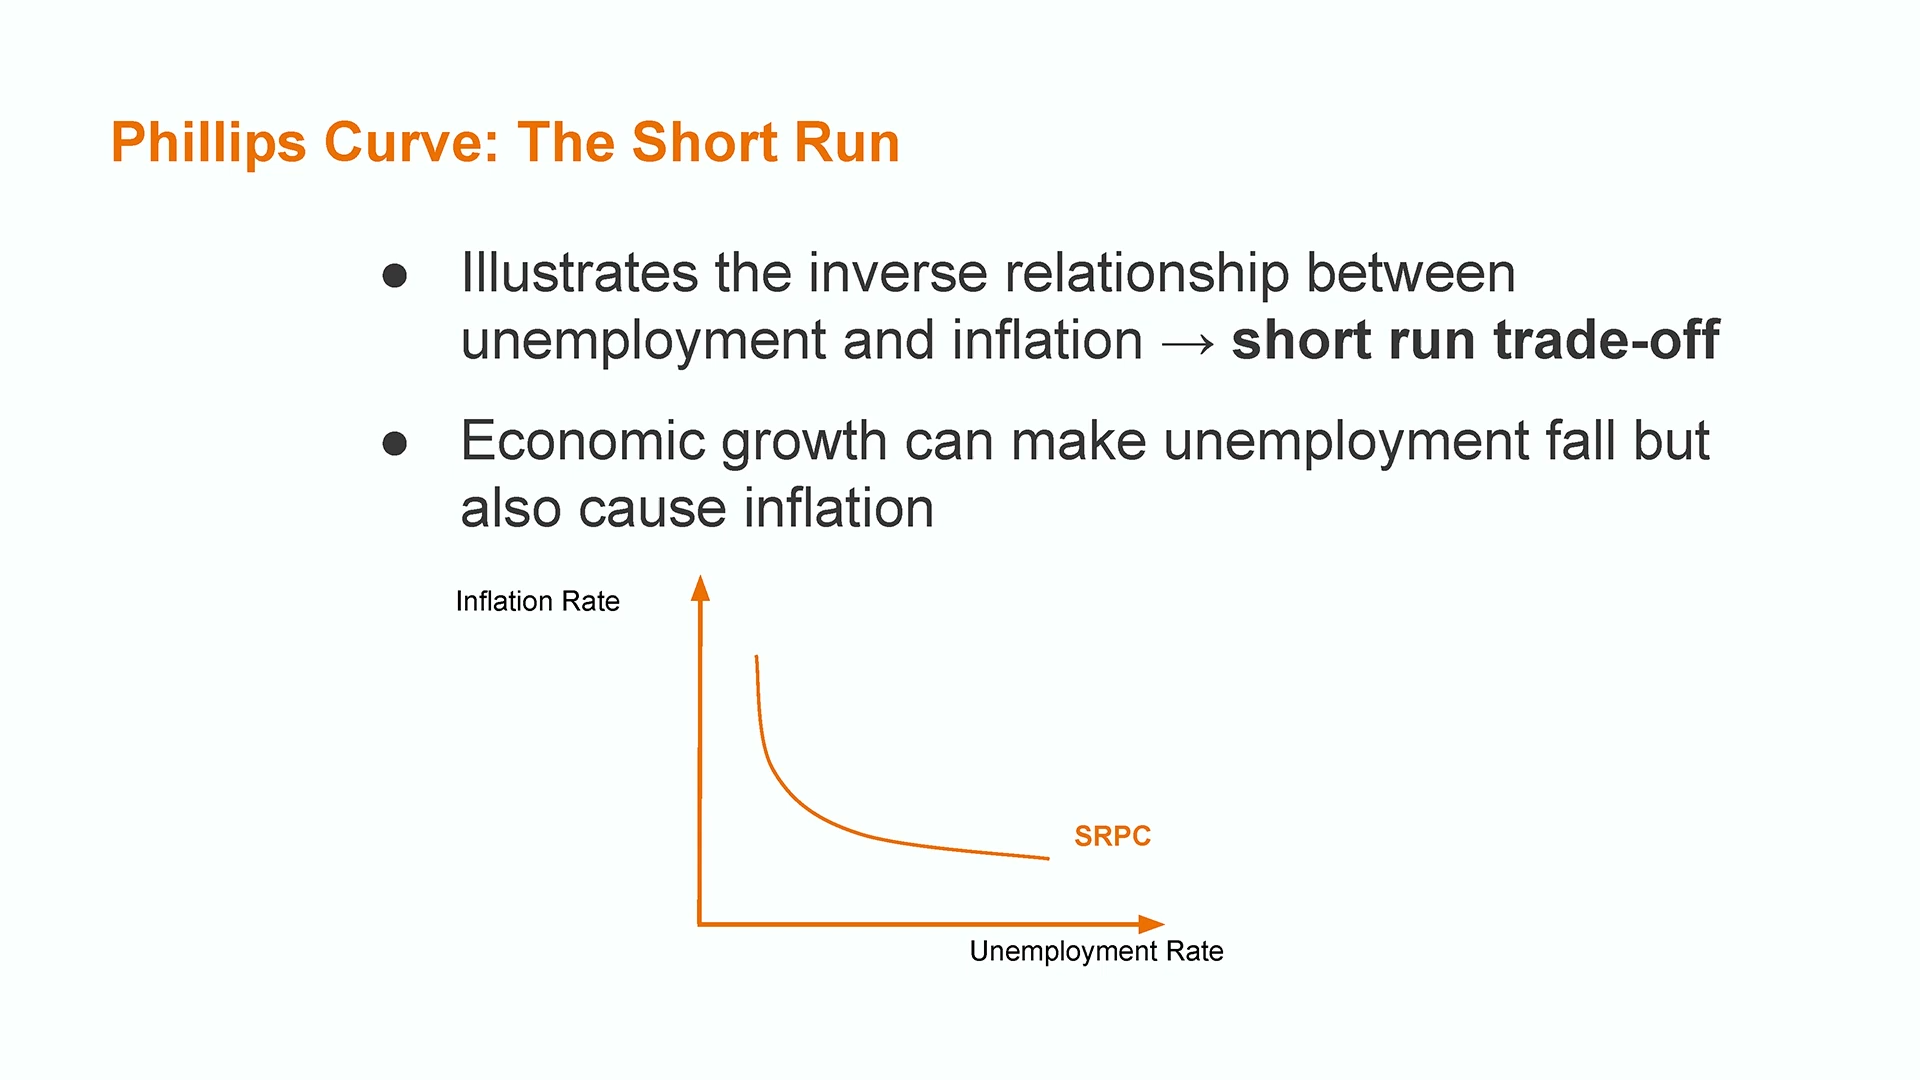 Phillips Curve: The Short Run
● Illustrates the inverse relationship between
unemployment and inflation → short run trade-off
● Economic growth can make unemployment fall but
also cause inflation
Inflation Rate
SRPC
Unemployment Rate